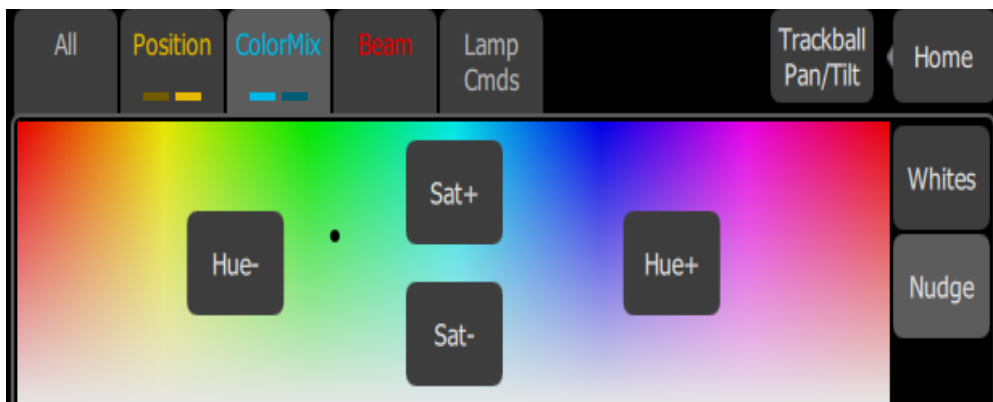 All
Position
ColorMix
Beam
Lamp
Cmds
Trackball
Pan/Tilt
Home
Whites
Sat+
Hue-
Hue+
Nudge
Sat-